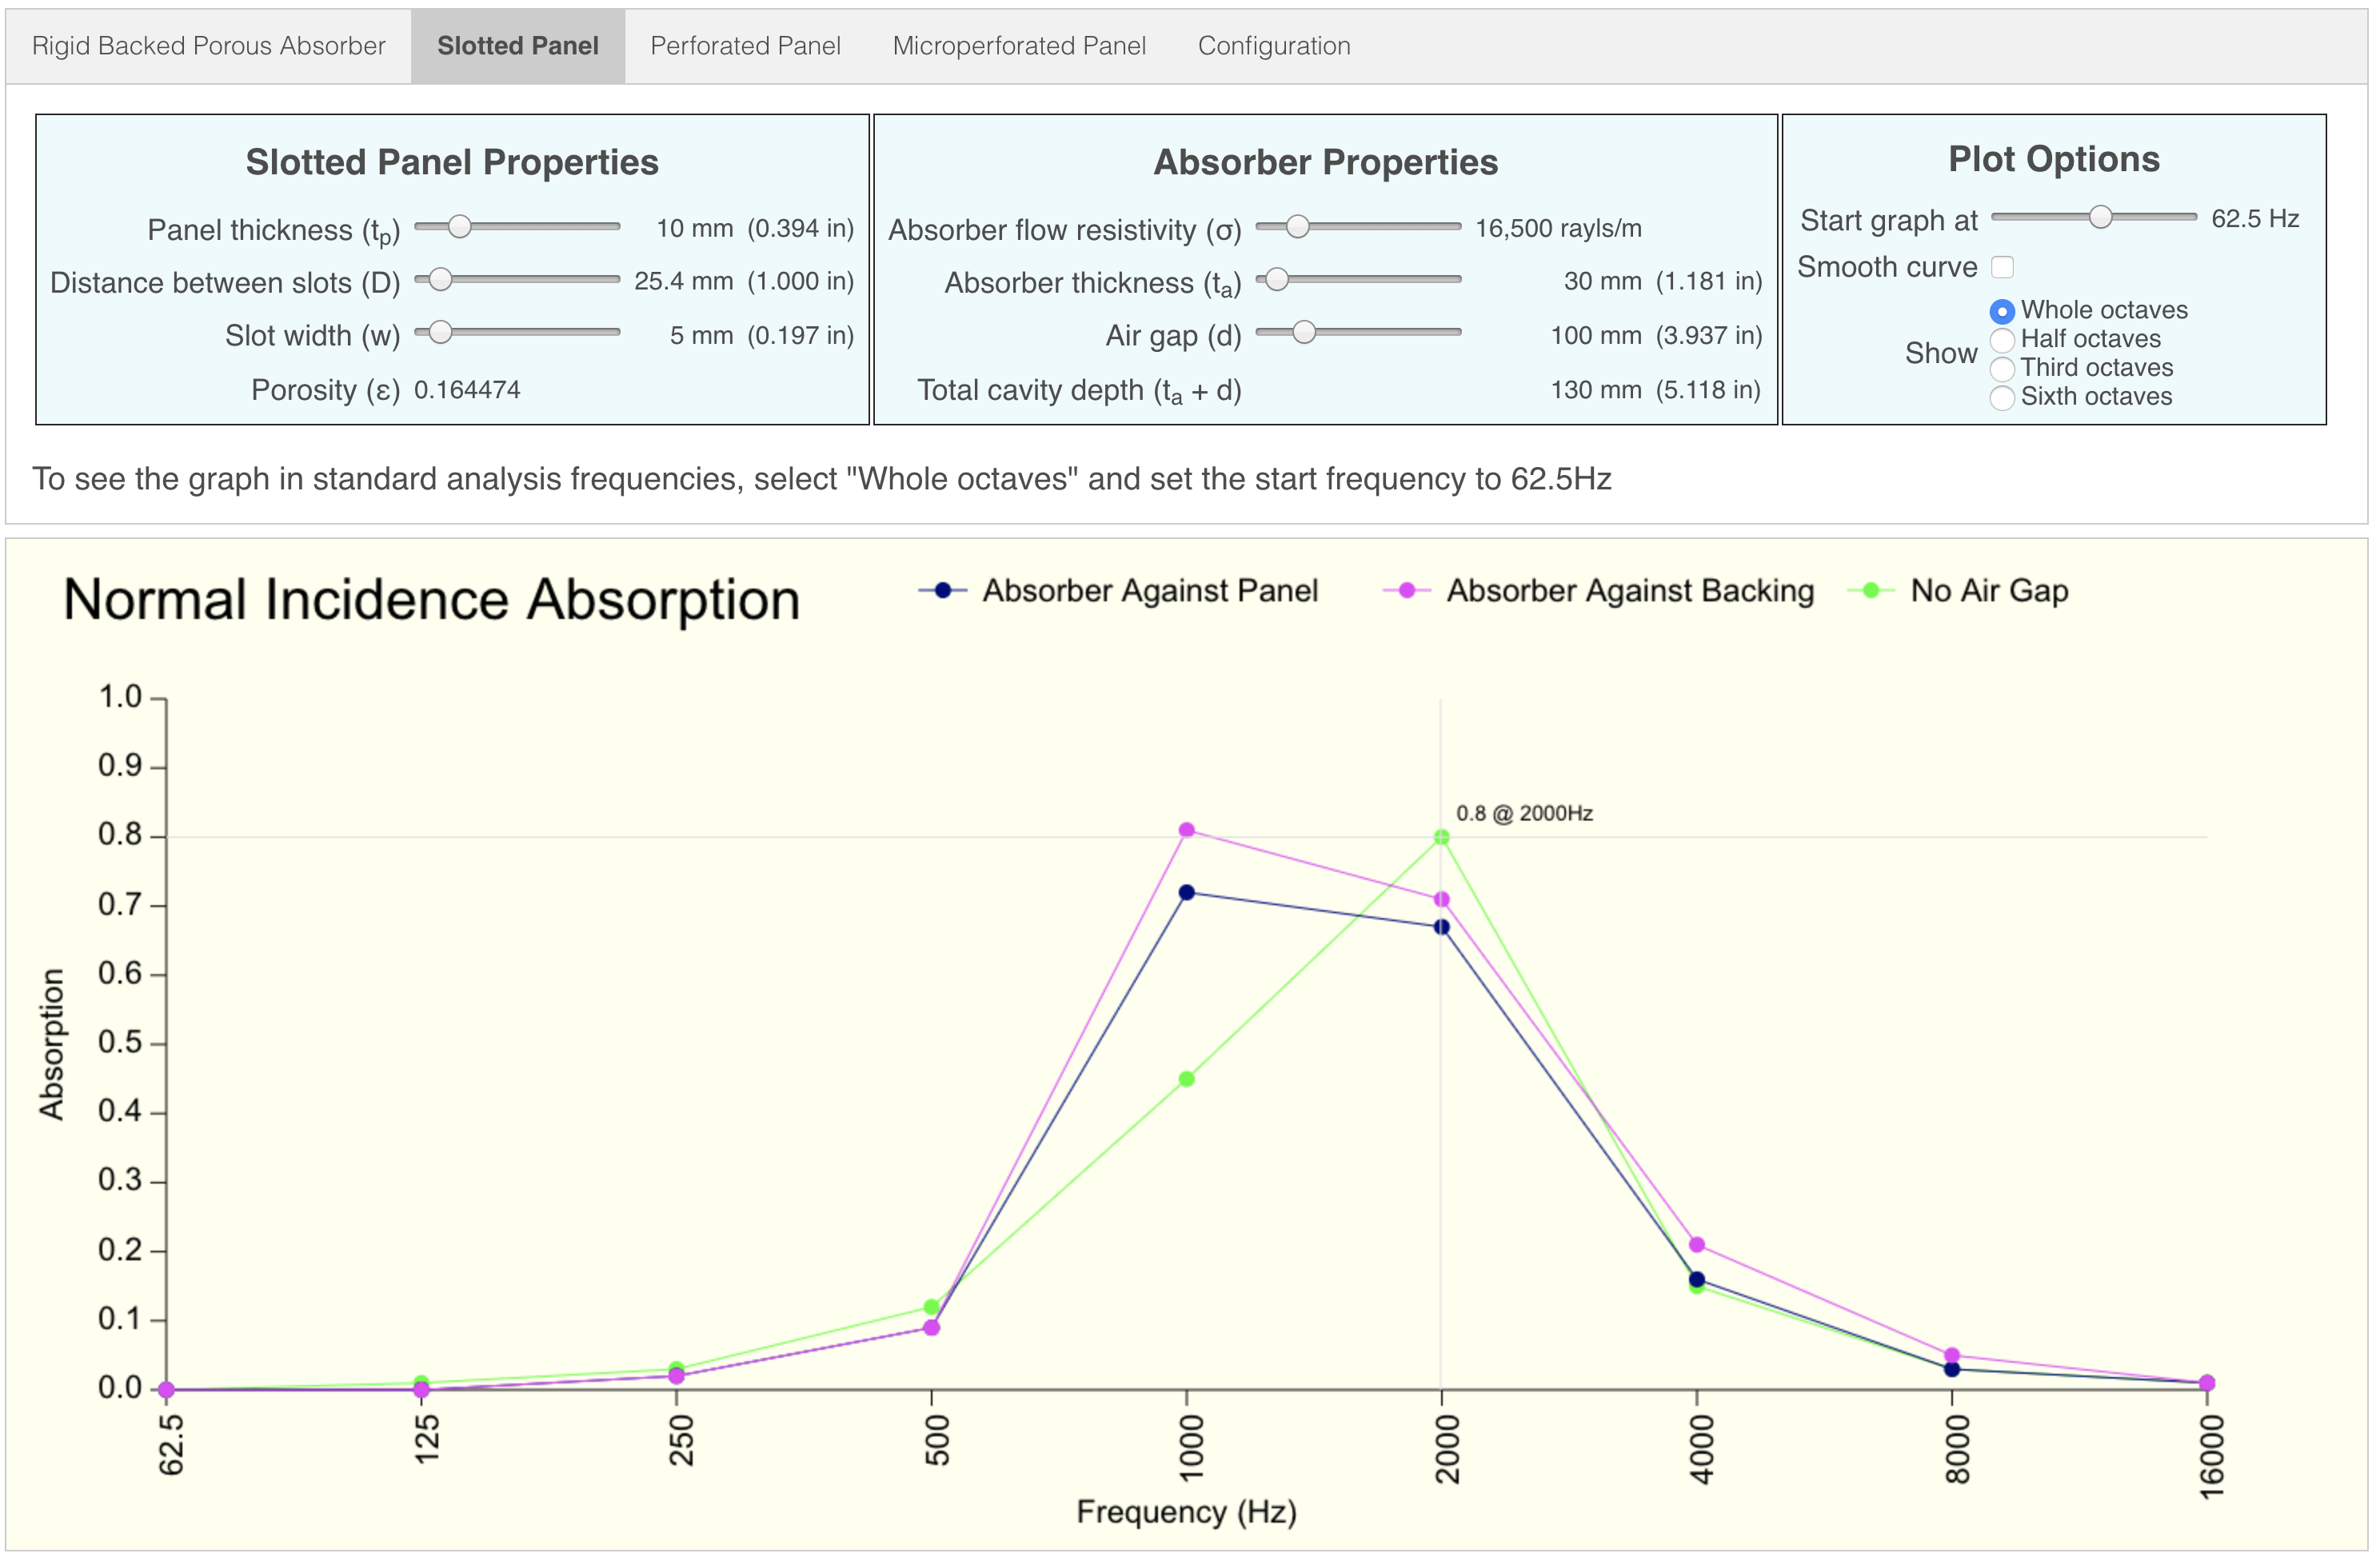 Rigid Backed Porous Absorber Slotted Panel Perforated Panel Microperforated Panel Configuration
Slotted Panel Properties
Panel thickness (tp) 10 mm (0.394 in)
Distance between slots (D) 25.4 mm (1.000 in)
Slot width (w) 5 mm (0.197 in)
Porosity (ε) 0.164474
Absorber Properties
Absorber flow resistivity (σ) 16,500 rayls/m
Absorber thickness (ta) 30 mm (1.181 in)
Air gap (d) 100 mm (3.937 in)
Total cavity depth (ta + d) 130 mm (5.118 in)
Plot Options
Start graph at 62.5 Hz
Smooth curve
Show
Whole octaves
Half octaves
Third octaves
Sixth octaves
To see the graph in standard analysis frequencies, select "Whole octaves" and set the start frequency to 62.5Hz
Normal Incidence Absorption
Absorber Against Panel Absorber Against Backing No Air Gap
1.0
0.9
0.8
0.7
0.6
0.5
0.4
0.3
0.2
0.1
0.0
Absorption
0.8 @ 2000Hz
62.5 125 250 500 1000 2000 4000 8000 16000
Frequency (Hz)